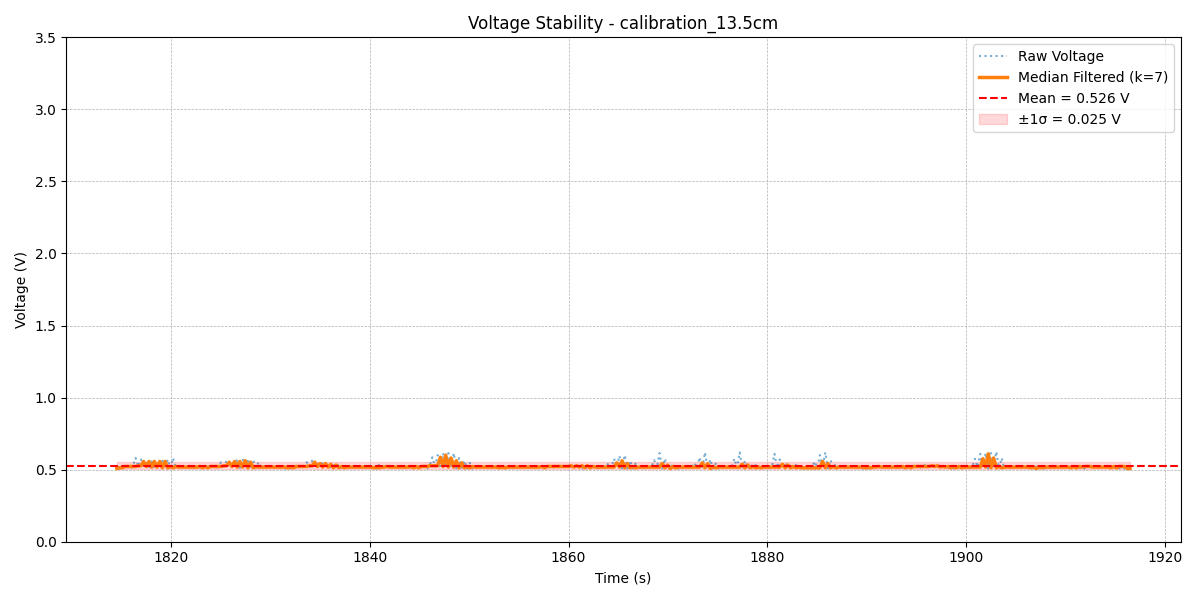 Voltage Stability - calibration_13.5cm
Raw Voltage
Median Filtered (k=7)
Mean = 0.526 V
±1σ = 0.025 V
Voltage (V)
3.5
3.0
2.5
2.0
1.5
1.0
0.5
0.0
1820 1840 1860 1880 1900 1920
Time (s)